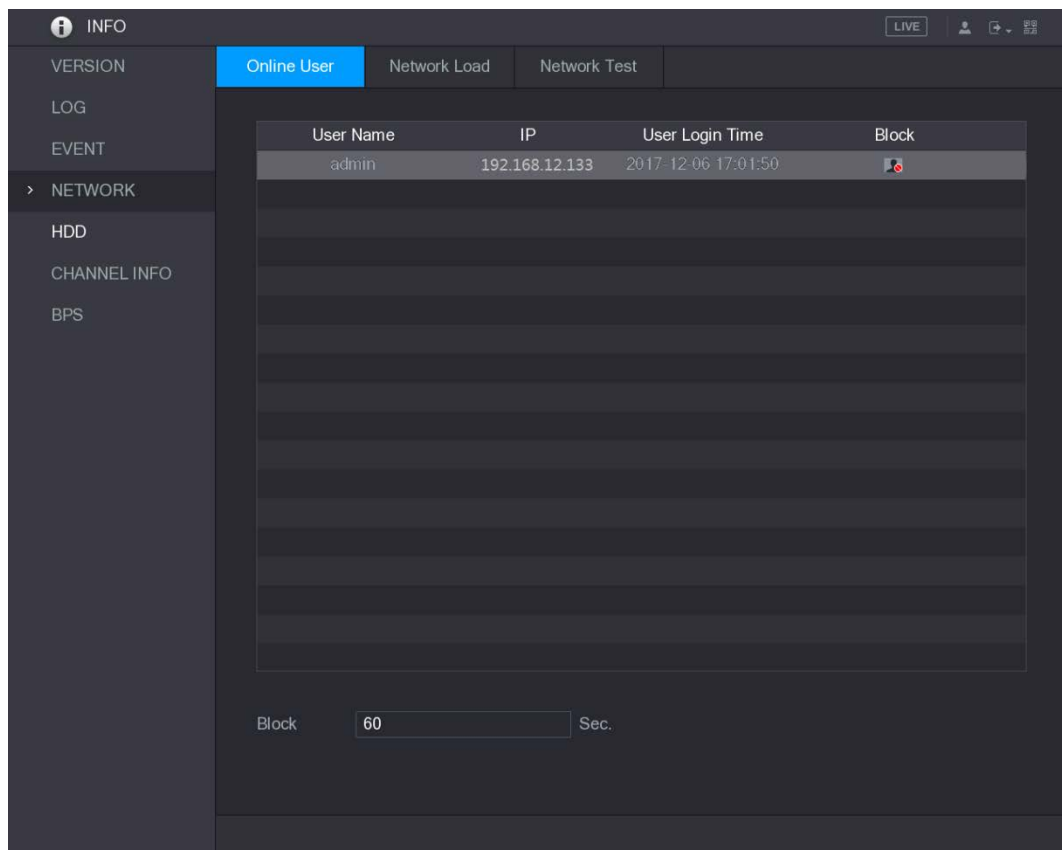 INFO
LIVE
VERSION
LOG
EVENT
NETWORK
HDD
CHANNEL INFO
BPS
Online User Network Load Network Test
User Name IP User Login Time Block
admin 192.168.12.133 2017-12-06 17:01:50
Block 60 Sec.